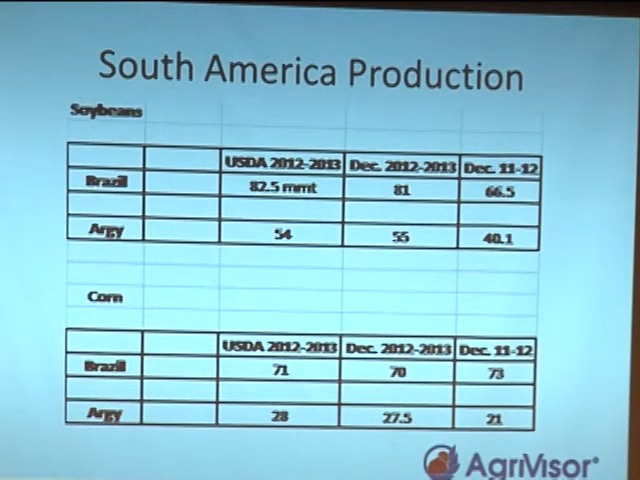 South America Production
Soybeans
USDA 2012-2013 Dec. 2012-2013 Dec. 11-12
Brazil 82.5 mmt 81 66.5
Argy 54 55 40.1
Corn
USDA 2012-2013 Dec. 2012-2013 Dec. 11-12
Brazil 71 70 73
Argy 28 27.5 21
AgriVisor®